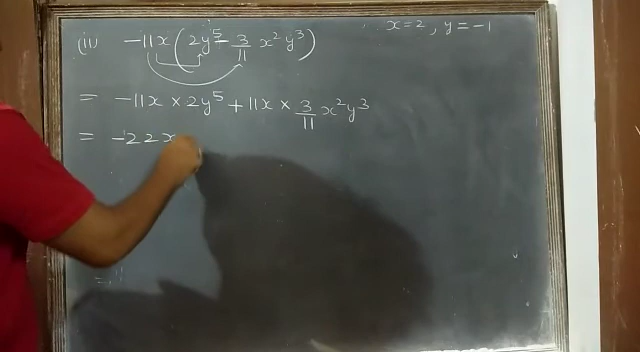 (ii) -11x(2y⁵ - 3/11 x²y³) x=2, y=-1
= -11x × 2y⁵ + 11x × 3/11 x²y³
= -22x